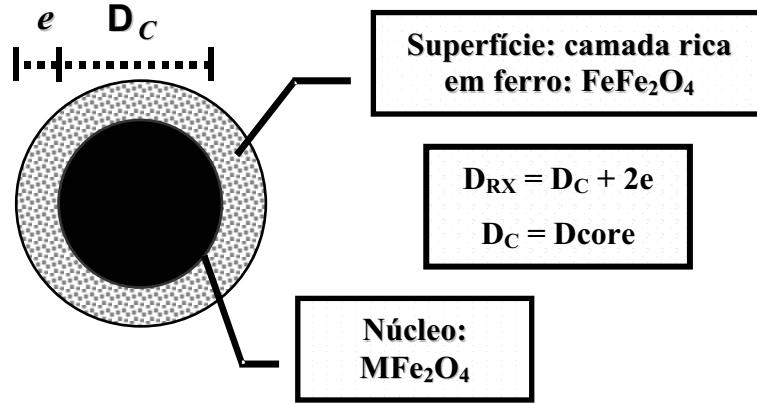 e D_C
Superfície: camada rica
em ferro: FeFe₂O₄
D_RX = D_C + 2e
D_C = Dcore
Núcleo:
MFe₂O₄